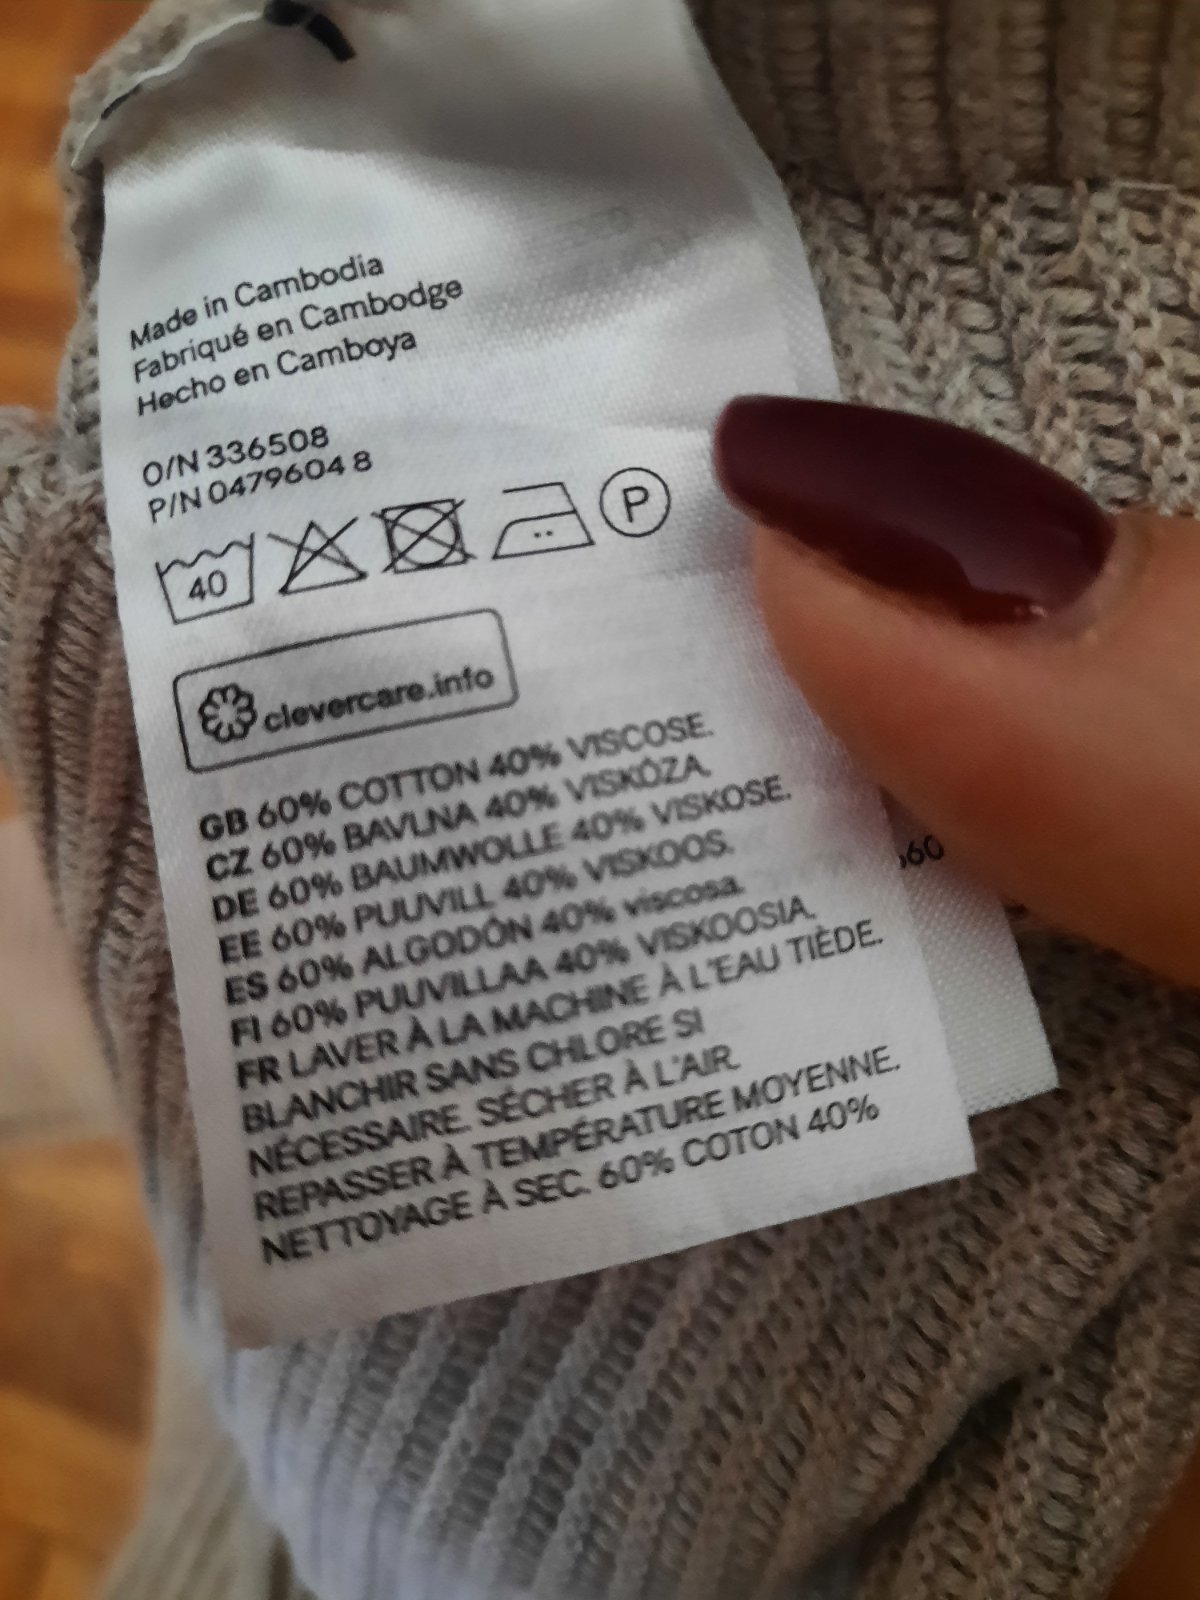 Made in Cambodia
Fabriqué en Cambodge
Hecho en Camboya
O/N 336508
P/N 0479604 8
40
P
clevercare.info
GB 60% COTTON 40% VISCOSE.
CZ 60% BAVLNA 40% VISKÓZA.
DE 60% BAUMWOLLE 40% VISKOSE.
EE 60% PUUVILL 40% VISKOOS.
ES 60% ALGODÓN 40% viscosa.
FI 60% PUUVILLAA 40% VISKOOSIA.
FR LAVER À LA MACHINE À L'EAU TIÈDE.
BLANCHIR SANS CHLORE SI
NÉCESSAIRE. SÉCHER À L'AIR.
REPASSER À TEMPÉRATURE MOYENNE.
NETTOYAGE À SEC. 60% COTON 40%
60